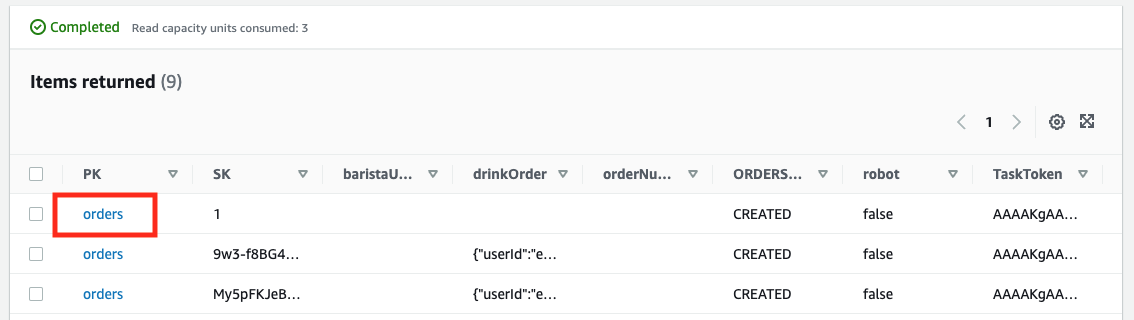 Completed Read capacity units consumed: 3
Items returned (9)
1
PK SK baristaU... drinkOrder orderNu... ORDERS... robot TaskToken
orders 1 CREATED false AAAAKgAA...
orders 9w3-f8BG4... {"userId":"e... CREATED false AAAAKgAA...
orders My5pFKJeB... {"userId":"e... CREATED false AAAAKgAA...